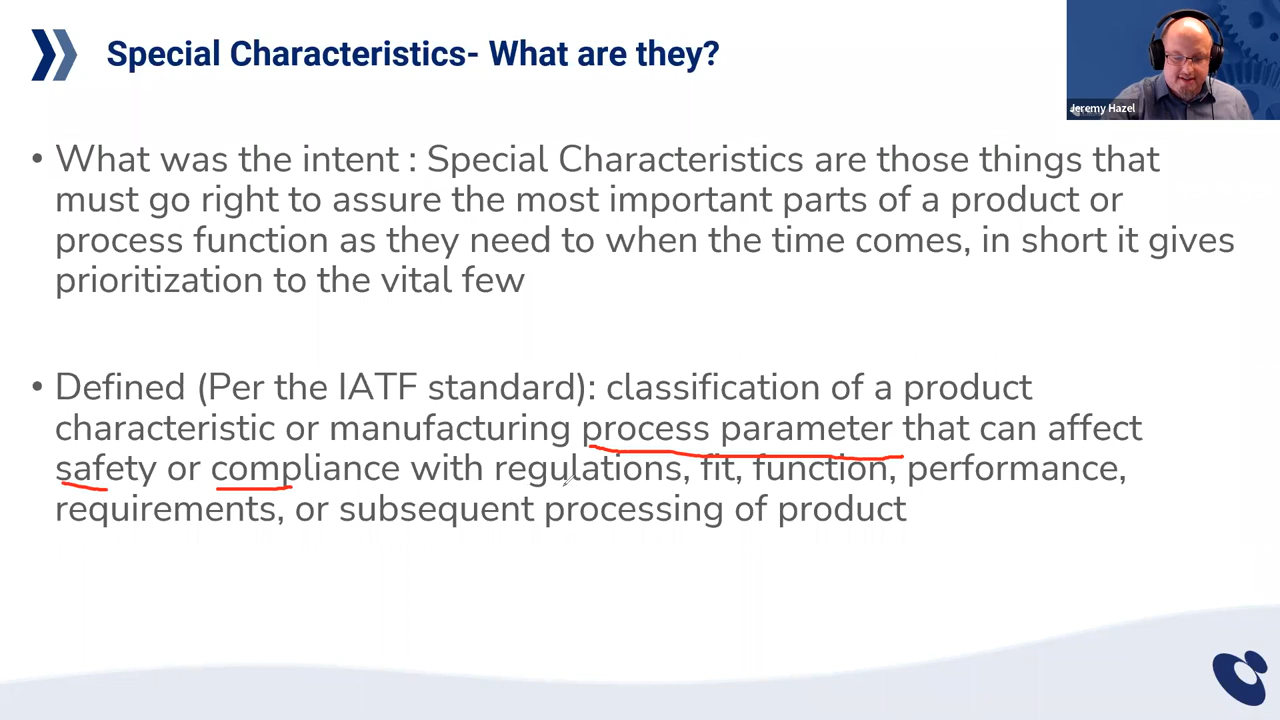 Special Characteristics- What are they?
Jeremy Hazel
• What was the intent : Special Characteristics are those things that
must go right to assure the most important parts of a product or
process function as they need to when the time comes, in short it gives
prioritization to the vital few
• Defined (Per the IATF standard): classification of a product
characteristic or manufacturing process parameter that can affect
safety or compliance with regulations, fit, function, performance,
requirements, or subsequent processing of product